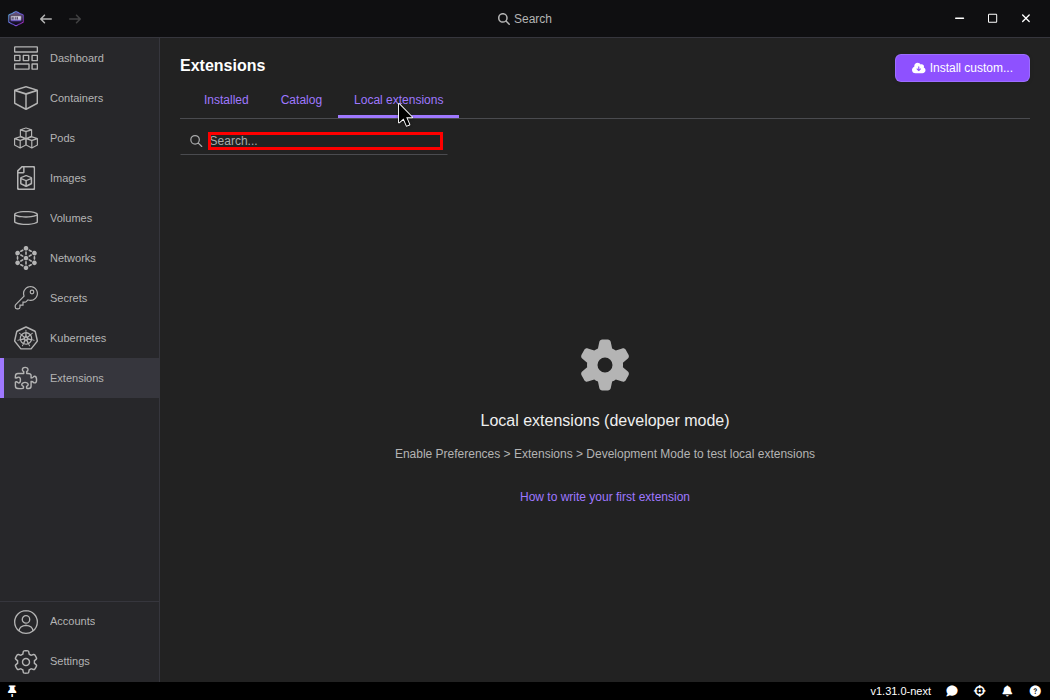 Search
Dashboard
Containers
Pods
Images
Volumes
Networks
Secrets
Kubernetes
Extensions
Accounts
Settings
Extensions
Install custom...
Installed
Catalog
Local extensions
Search...
Local extensions (developer mode)
Enable Preferences > Extensions > Development Mode to test local extensions
How to write your first extension
v1.31.0-next